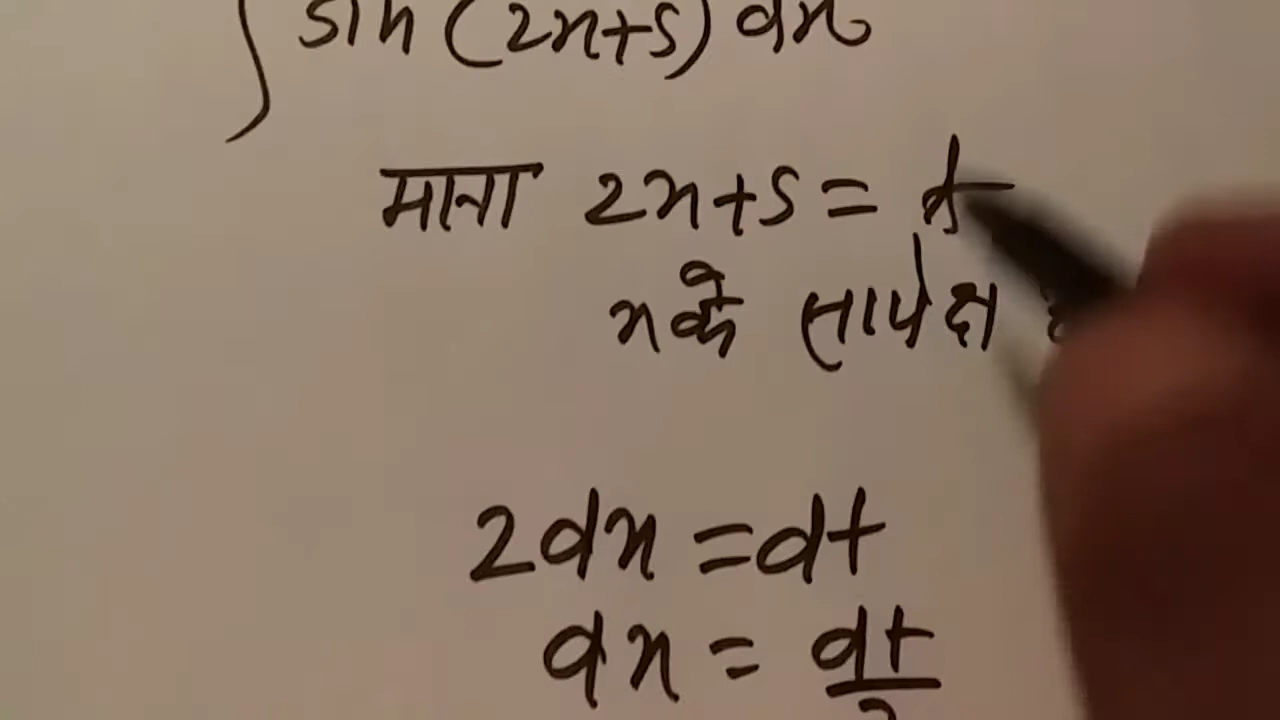 ∫ sin (2x+5) dx
माना 2x+5 = t
x के सापेक्ष
2dx = dt
dx = dt/2